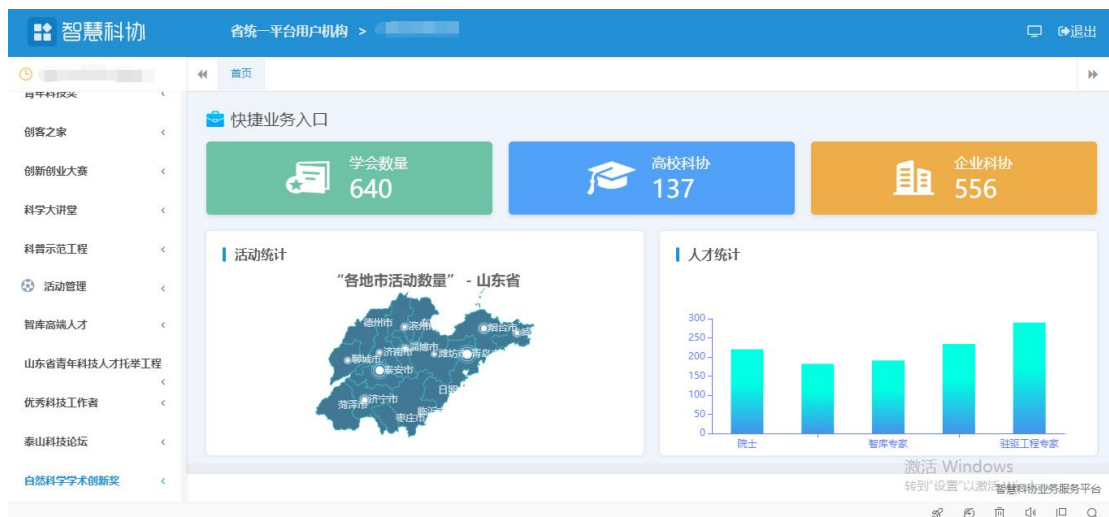 智慧科协
省统一平台用户机构 >
退出
首页
青年科技奖
创客之家
创新创业大赛
科学大讲堂
科普示范工程
活动管理
智库高端人才
山东省青年科技人才托举工程
优秀科技工作者
泰山科技论坛
自然科学学术创新奖
快捷业务入口
学会数量
640
高校科协
137
企业科协
556
活动统计
“各地市活动数量” - 山东省
德州市
滨州
烟台市
威
济南市
淄博市
潍坊
青岛
聊城市
泰安市
日
菏泽市
济宁市
枣庄市
临沂
人才统计
300
250
200
150
100
50
0
院士
智库专家
驻驱工程专家
激活 Windows
转到"设置"以激活
智慧科协业务服务平台